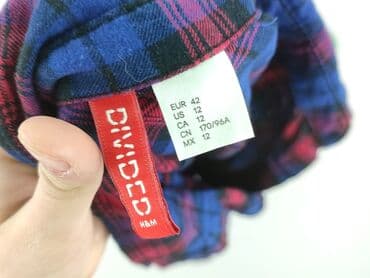 DIVIDED
H&M
EUR 42
US 12
CA 12
CN 170/96A
MX 12